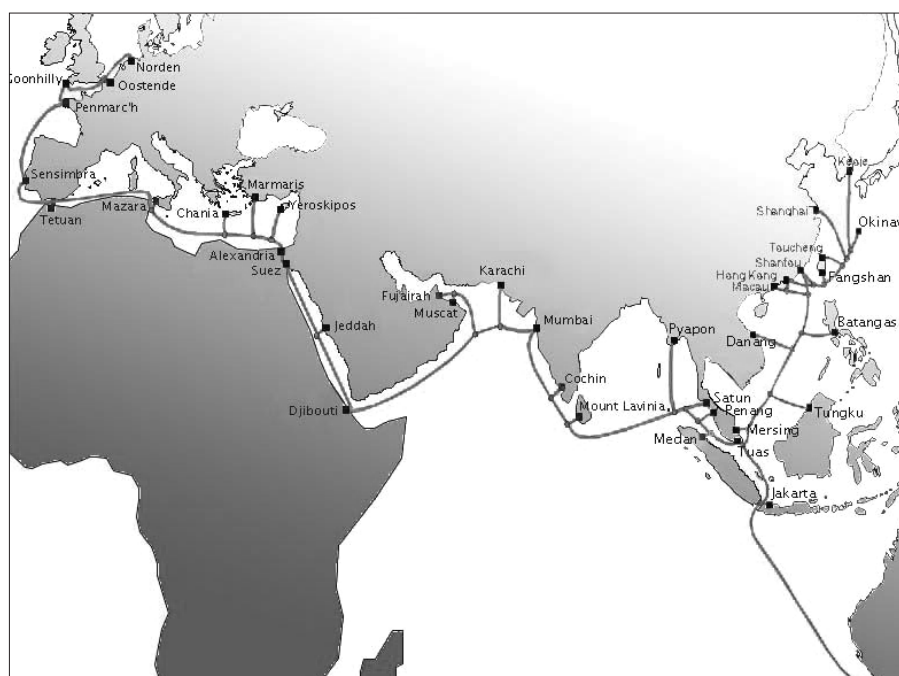 Norden
Goonhilly
Oostende
Penmarc'h
Sensimbra
Tetuan
Mazara
Chania
Marmaris
Yeroskipos
Alexandria
Suez
Jeddah
Djibouti
Fujairah
Muscat
Karachi
Mumbai
Cochin
Mount Lavinia
Pyapon
Medan
Satun
Penang
Mersing
Tuas
Jakarta
Tungku
Danang
Batangas
Shanghai
Toucheng
Shantou
Hong Kong
Macau
Fangshan
Okinaw